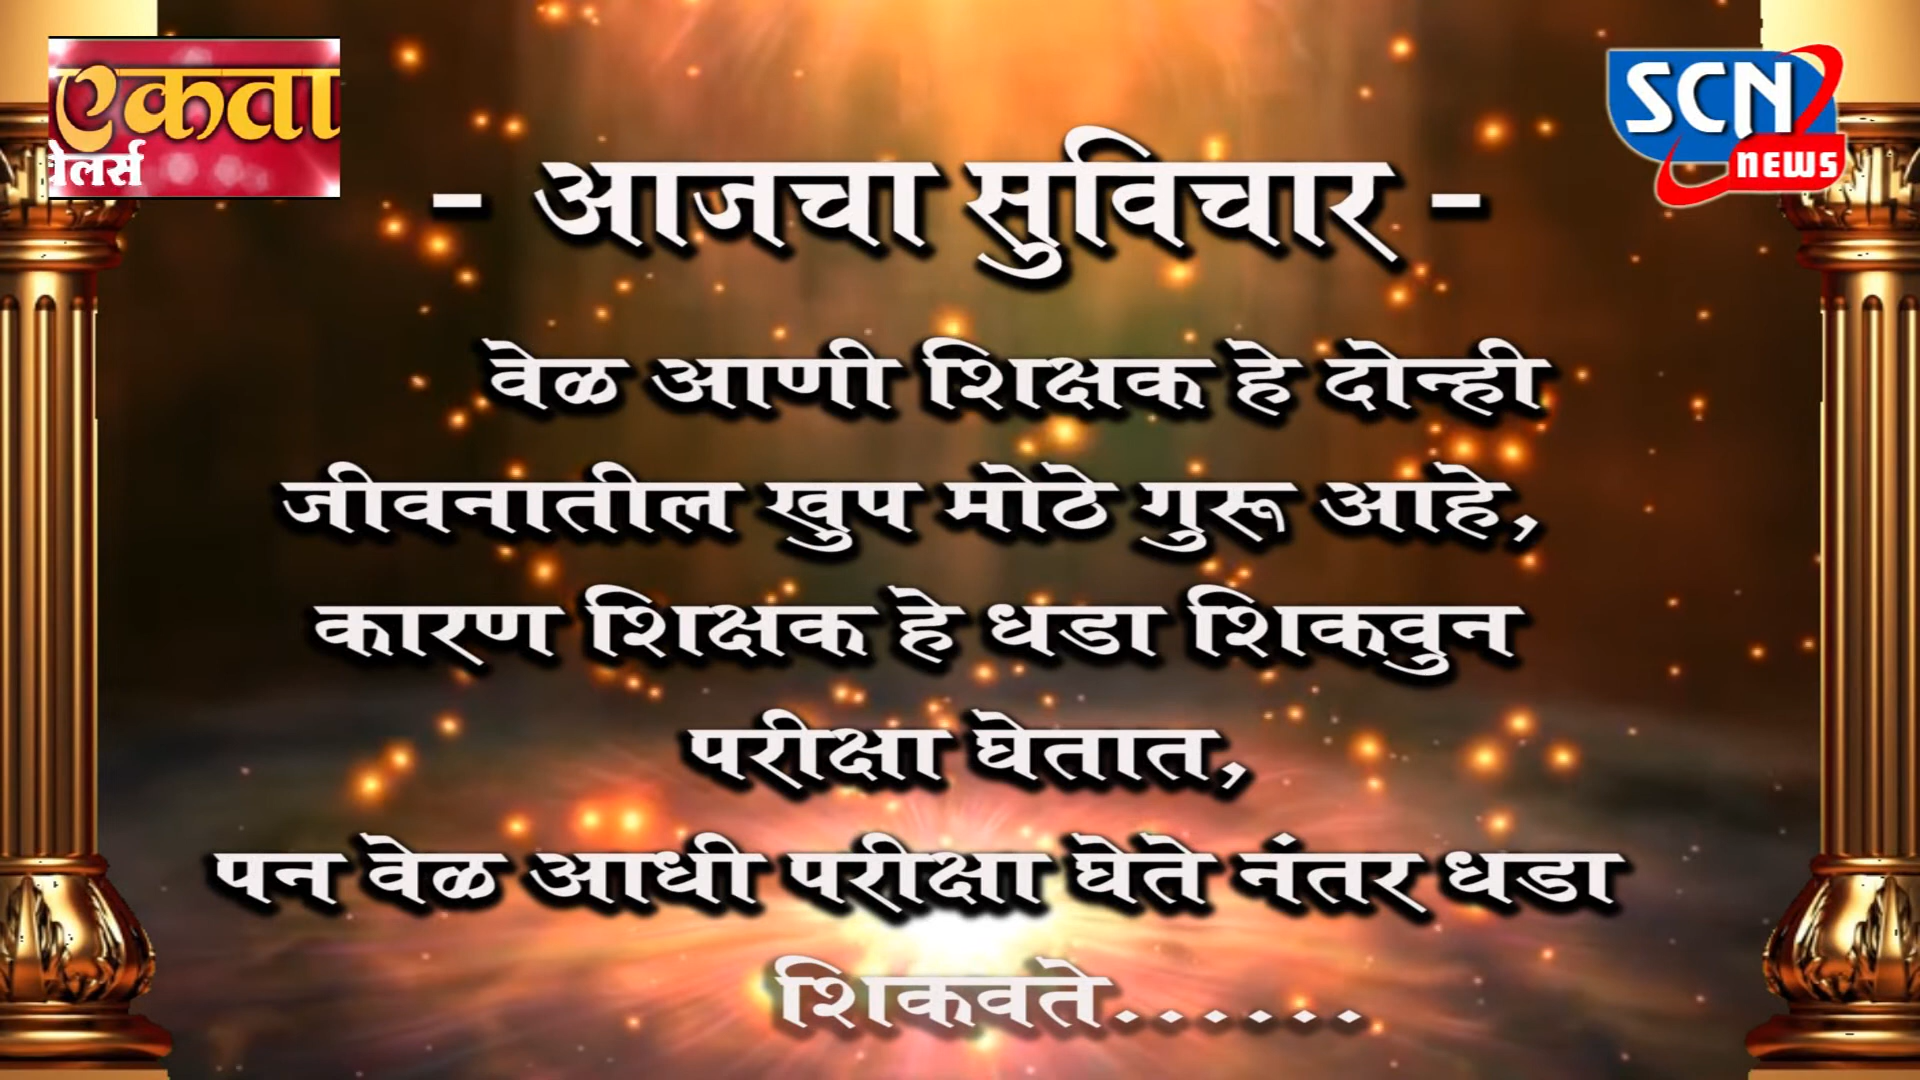 एकता
SCN
NEWS
- आजचा सुविचार -
वेळ आणी शिक्षक हे दोन्ही
जीवनातील खुप मोठे गुरू आहे,
कारण शिक्षक हे धडा शिकवुन
परीक्षा घेतात,
पन वेळ आधी परीक्षा घेते नंतर धडा
शिकवते......